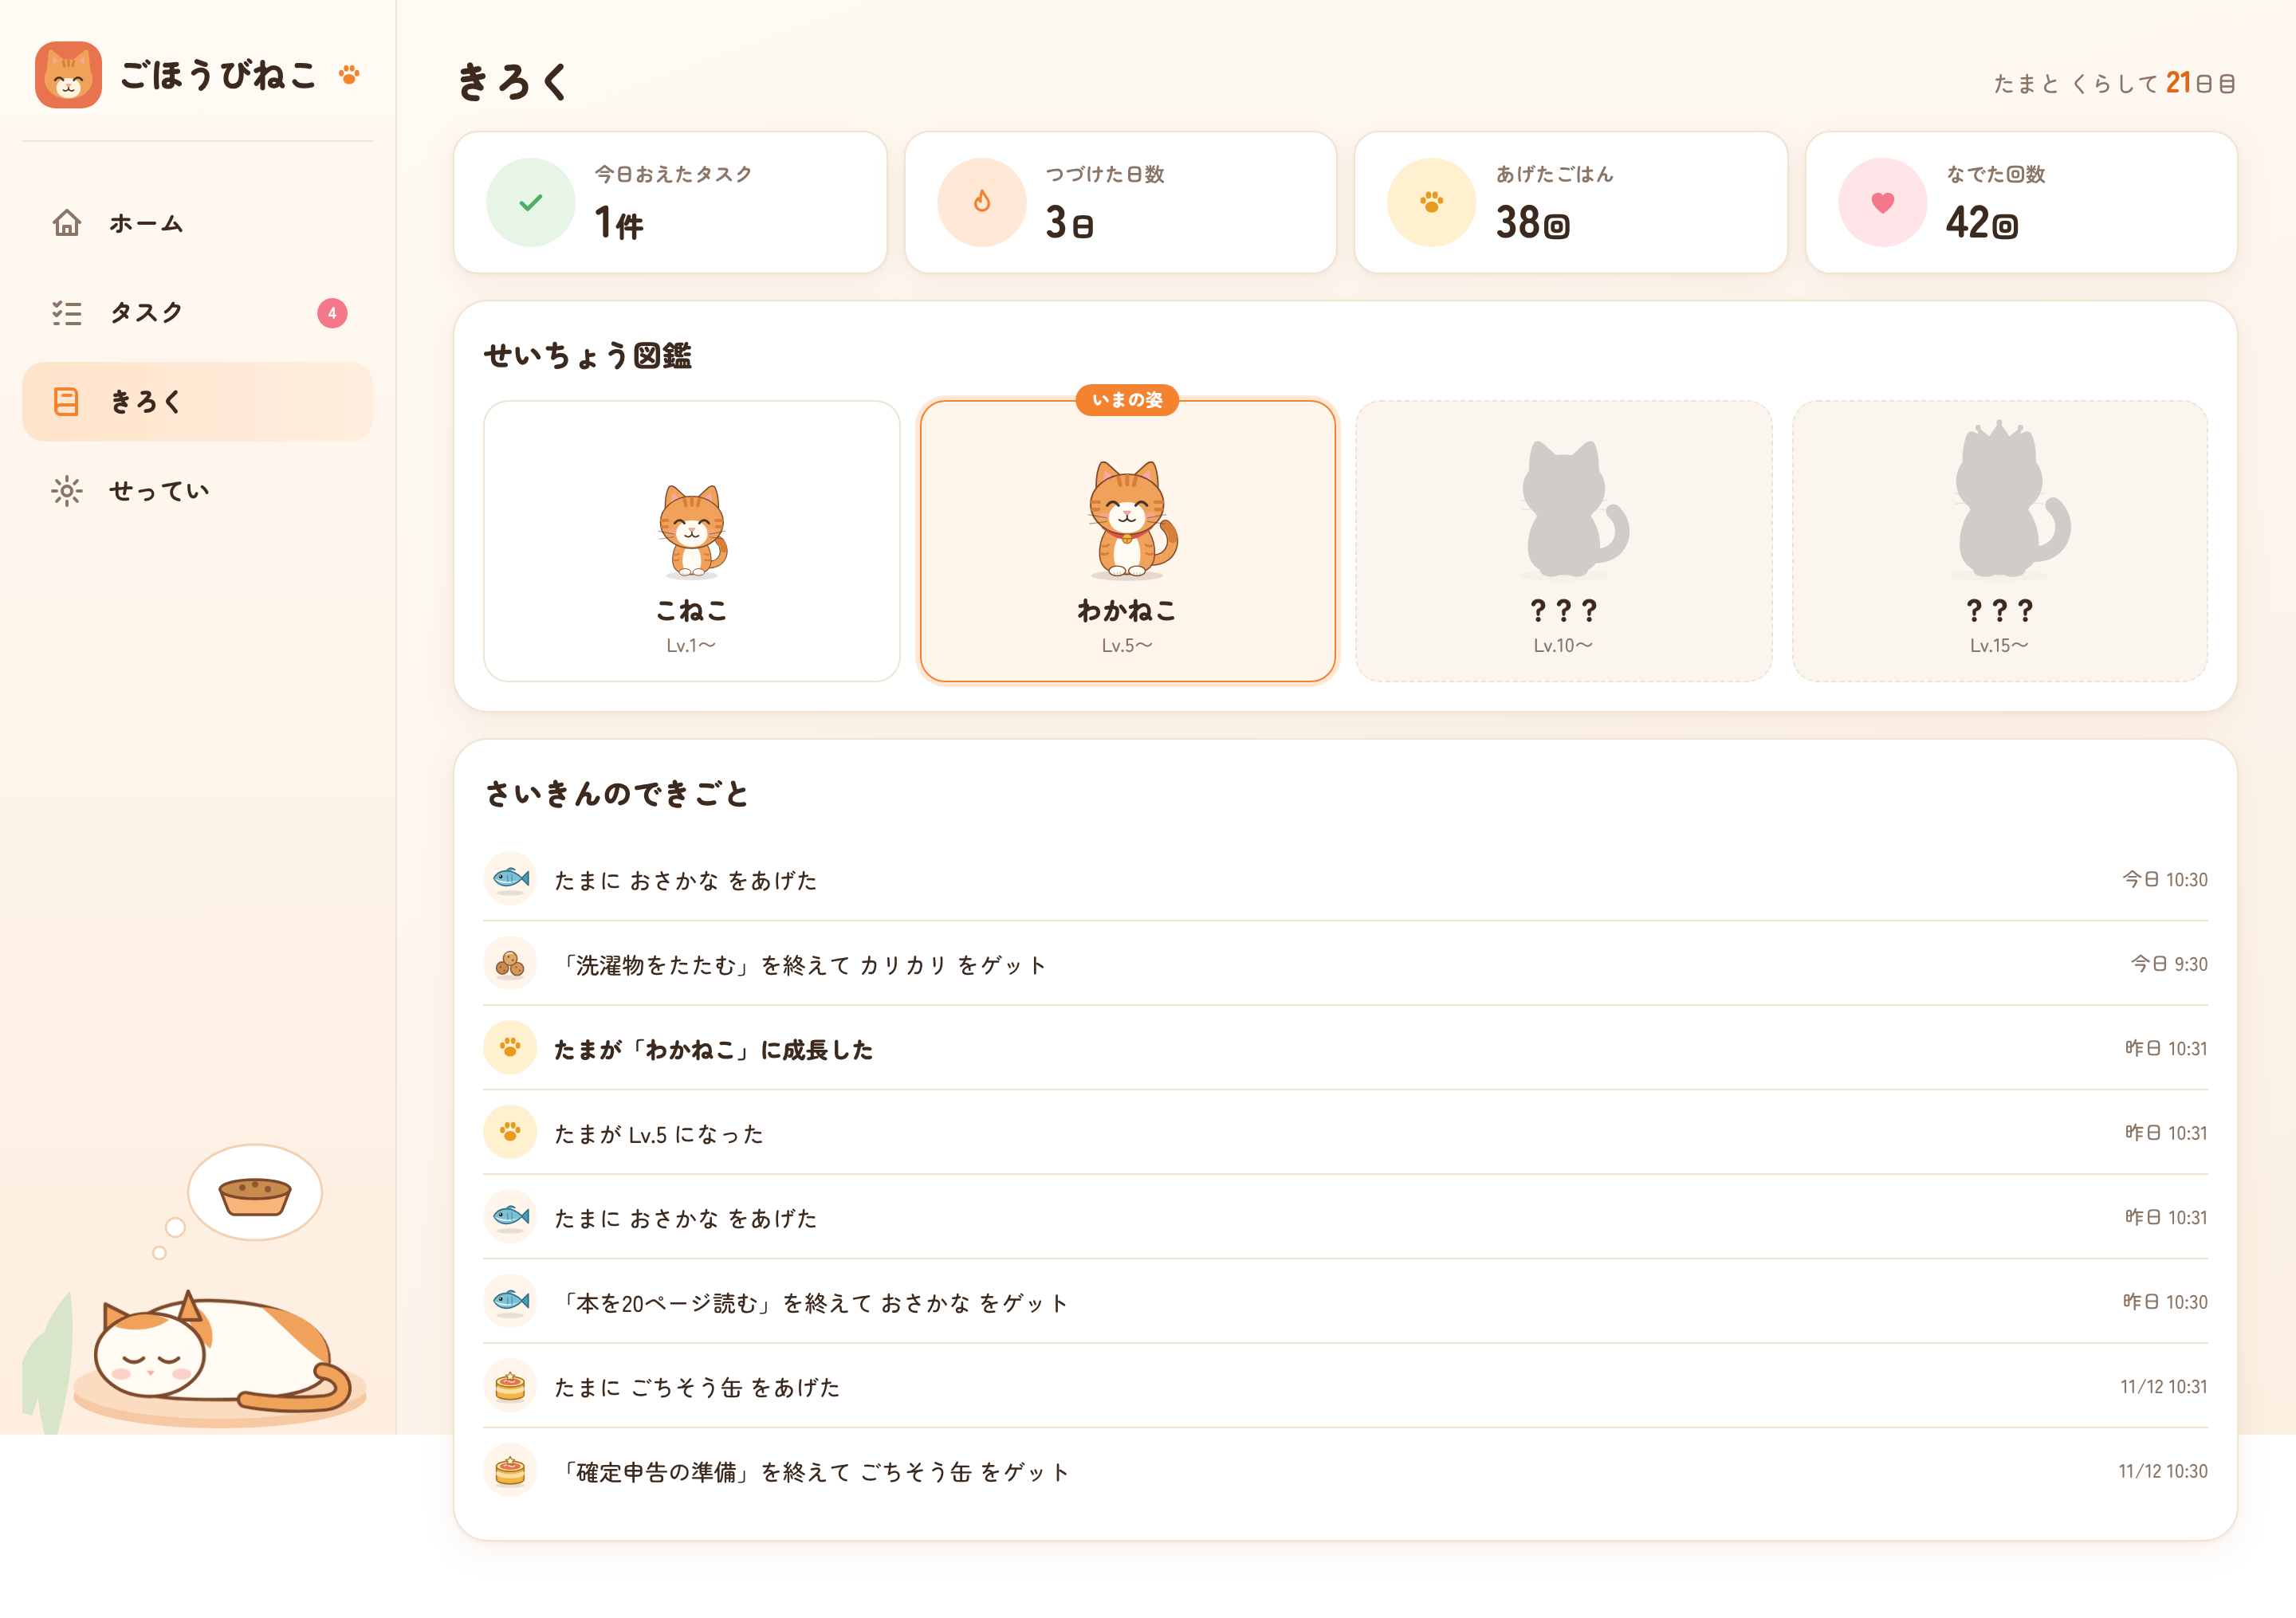 ごほうびねこ
ホーム
タスク 4
きろく
せってい
きろく
たまと くらして 21日目
今日おえたタスク
1件
つづけた日数
3日
あげたごはん
38回
なでた回数
42回
せいちょう図鑑
こねこ
Lv.1〜
いまの姿
わかねこ
Lv.5〜
？？？
Lv.10〜
？？？
Lv.15〜
さいきんのできごと
たまに おさかな をあげた 今日 10:30
「洗濯物をたたむ」を終えて カリカリ をゲット 今日 9:30
たまが「わかねこ」に成長した 昨日 10:31
たまが Lv.5 になった 昨日 10:31
たまに おさかな をあげた 昨日 10:31
「本を20ページ読む」を終えて おさかな をゲット 昨日 10:30
たまに ごちそう缶 をあげた 11/12 10:31
「確定申告の準備」を終えて ごちそう缶 をゲット 11/12 10:30